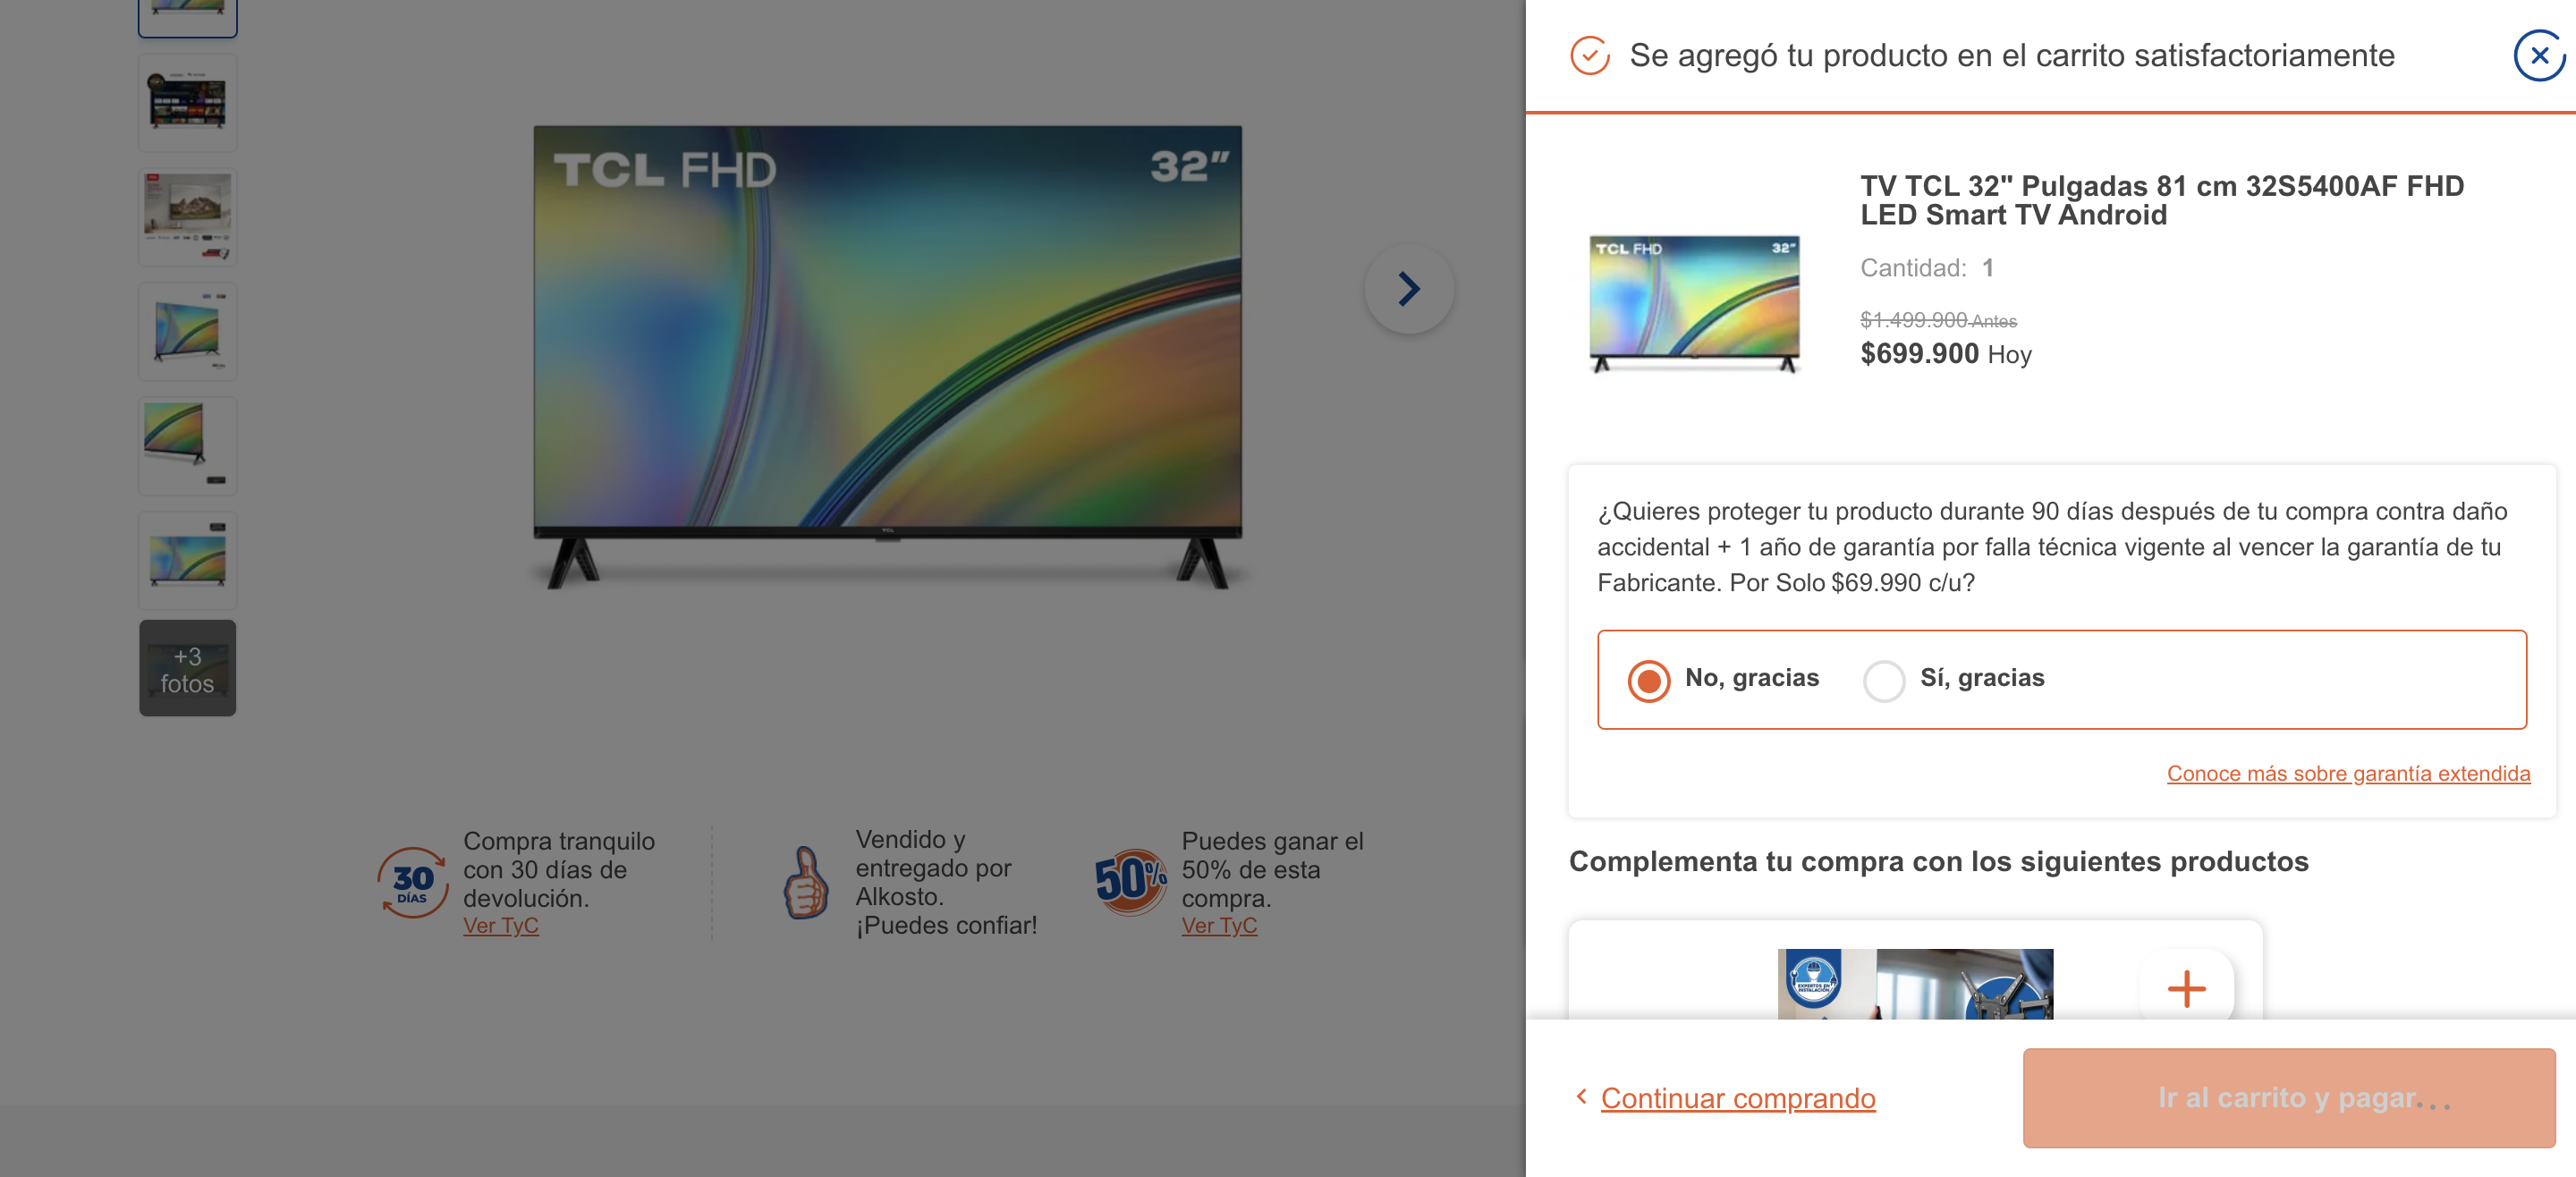 TCL FHD
32"
TCL
+3
fotos
30
DÍAS
Compra tranquilo
con 30 días de
devolución.
Ver TyC
Vendido y
entregado por
Alkosto.
¡Puedes confiar!
50%
Puedes ganar el
50% de esta
compra.
Ver TyC
Se agregó tu producto en el carrito satisfactoriamente
TCL FHD
32"
TV TCL 32" Pulgadas 81 cm 32S5400AF FHD
LED Smart TV Android
Cantidad: 1
$1.499.900 Antes
$699.900 Hoy
¿Quieres proteger tu producto durante 90 días después de tu compra contra daño
accidental + 1 año de garantía por falla técnica vigente al vencer la garantía de tu
Fabricante. Por Solo $69.990 c/u?
No, gracias
Sí, gracias
Conoce más sobre garantía extendida
Complementa tu compra con los siguientes productos
EXPERTOS EN
INSTALACIÓN
Continuar comprando
Ir al carrito y pagar...